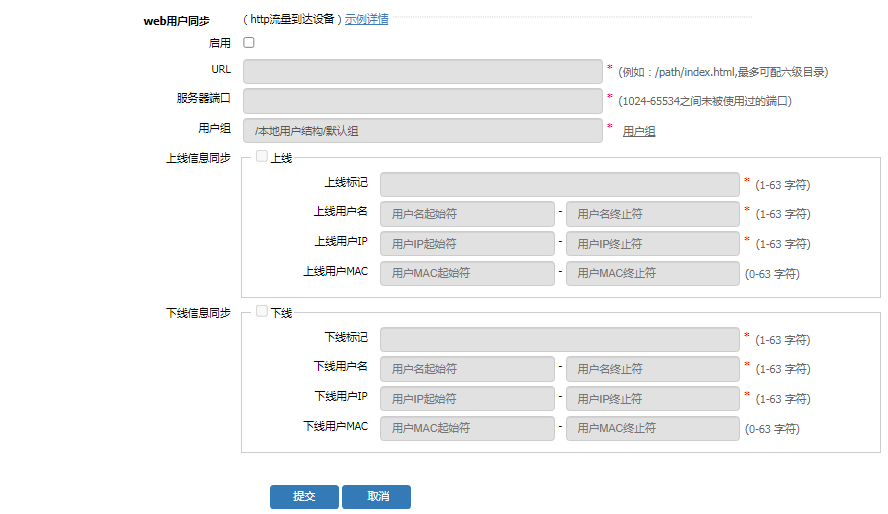 web用户同步 ( http流量到达设备 ) 示例详情
启用
URL * (例如：/path/index.html,最多可配六级目录)
服务器端口 * (1024-65534之间未被使用过的端口)
用户组 /本地用户结构/默认组 * 用户组
上线信息同步 上线
上线标记 * (1-63 字符)
上线用户名 用户名起始符 - 用户名终止符 * (1-63 字符)
上线用户IP 用户IP起始符 - 用户IP终止符 * (1-63 字符)
上线用户MAC 用户MAC起始符 - 用户MAC终止符 (0-63 字符)
下线信息同步 下线
下线标记 * (1-63 字符)
下线用户名 用户名起始符 - 用户名终止符 * (1-63 字符)
下线用户IP 用户IP起始符 - 用户IP终止符 * (1-63 字符)
下线用户MAC 用户MAC起始符 - 用户MAC终止符 (0-63 字符)
提交 取消